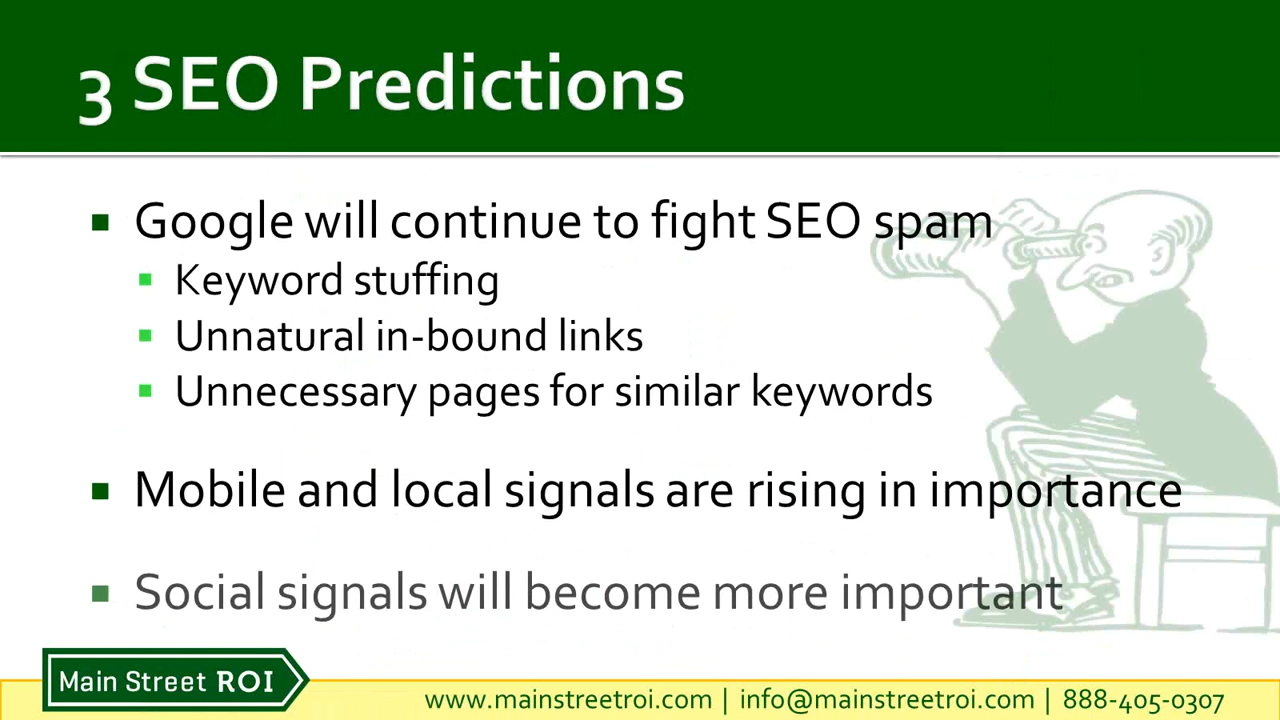 3 SEO Predictions
Google will continue to fight SEO spam
Keyword stuffing
Unnatural in-bound links
Unnecessary pages for similar keywords
Mobile and local signals are rising in importance
Social signals will become more important
Main Street ROI
www.mainstreetroi.com | info@mainstreetroi.com | 888-405-0307